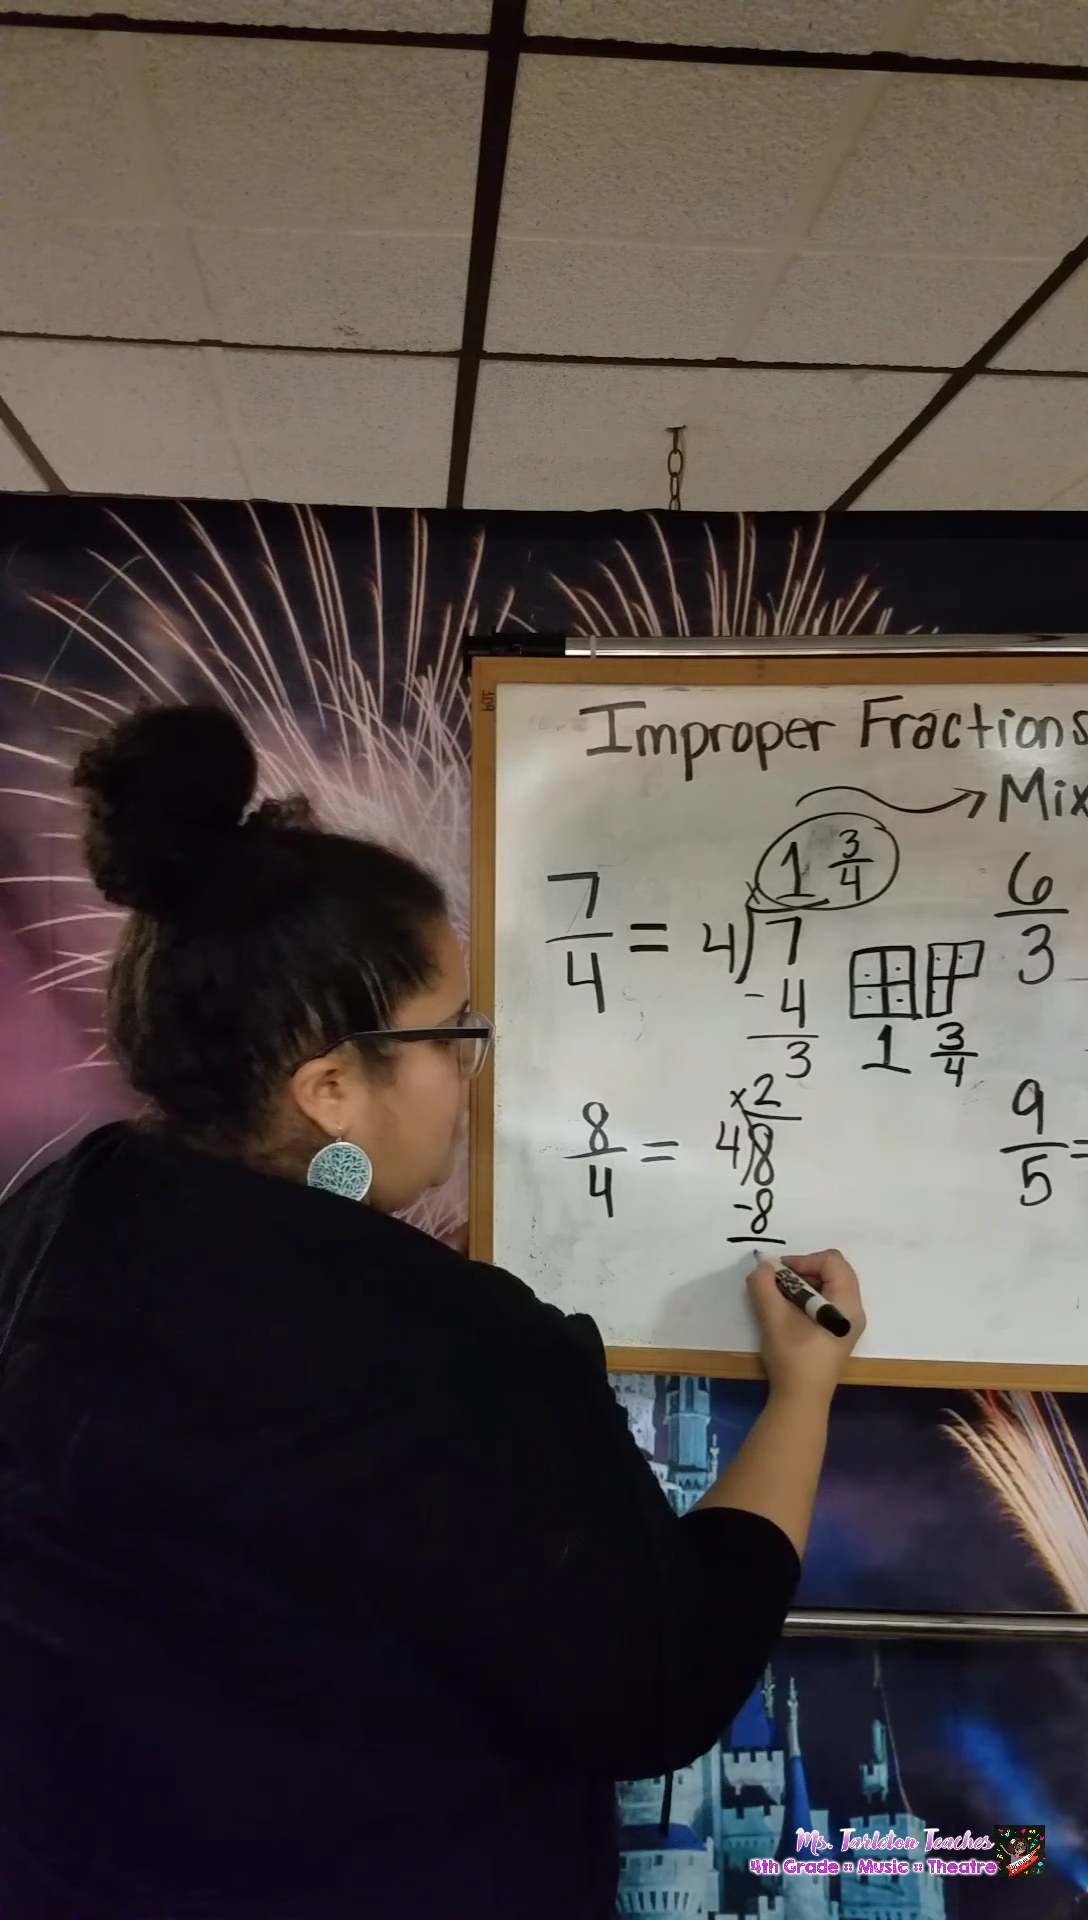 Improper Fractions
→ Mix
7/4 = 4)7 1 3/4
- 4
3
1 3/4
6/3
8/4 = 4)8 × 2
-8
9/5 =
Ms. Tarleton Teaches
4th Grade :: Music :: Theatre